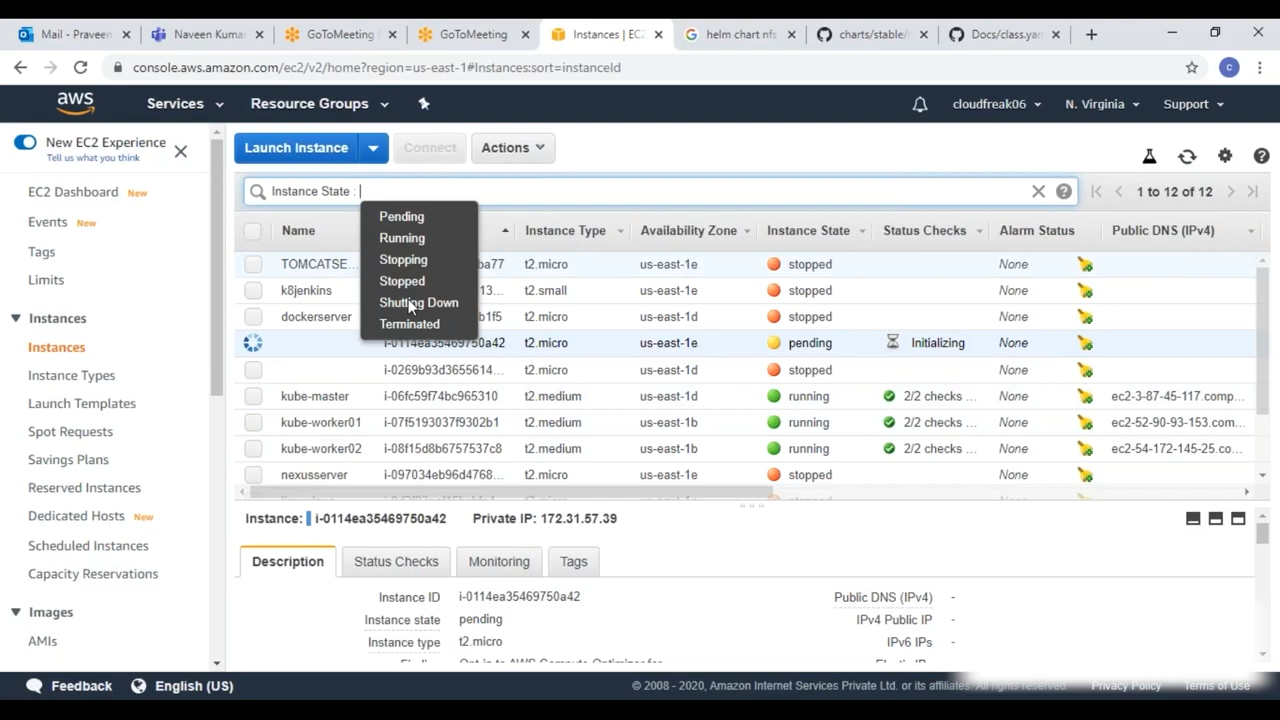 Mail - Praveen
Naveen Kuma
GoToMeeting
GoToMeeting
Instances | EC2
helm chart nfs
charts/stable/
Docs/class.yan
console.aws.amazon.com/ec2/v2/home?region=us-east-1#Instances:sort=instanceId
C
aws
Services
Resource Groups
cloudfreak06
N. Virginia
Support
New EC2 Experience
Tell us what you think
EC2 Dashboard New
Events New
Tags
Limits
Instances
Instances
Instance Types
Launch Templates
Spot Requests
Savings Plans
Reserved Instances
Dedicated Hosts New
Scheduled Instances
Capacity Reservations
Images
AMIs
Launch Instance
Connect
Actions
Instance State :
1 to 12 of 12
Pending
Running
Stopping
Stopped
Shutting Down
Terminated
Name Instance Type Availability Zone Instance State Status Checks Alarm Status Public DNS (IPv4)
TOMCATSE... ba77 t2.micro us-east-1e stopped None
k8jenkins 13... t2.small us-east-1e stopped None
dockerserver b1f5 t2.micro us-east-1e stopped None
i-0114ea35469750a42 t2.micro us-east-1e pending Initializing None
i-0269b93d3655614... t2.micro us-east-1d stopped None
kube-master i-06fc59f74bc965310 t2.medium us-east-1d running 2/2 checks ... None ec2-3-87-45-117.comp...
kube-worker01 i-07f5193037f9302b1 t2.medium us-east-1b running 2/2 checks ... None ec2-52-90-93-153.com...
kube-worker02 i-08f15d8b6757537c8 t2.medium us-east-1b running 2/2 checks ... None ec2-54-172-145-25.co...
nexusserver i-097034eb96d4768... t2.micro us-east-1e stopped None
Instance: i-0114ea35469750a42 Private IP: 172.31.57.39
Description
Status Checks
Monitoring
Tags
Instance ID i-0114ea35469750a42
Public DNS (IPv4) -
Instance state pending
IPv4 Public IP -
Instance type t2.micro
IPv6 IPs -
Feedback
English (US)
© 2008 - 2020, Amazon Internet Services Private Ltd. or its affiliates. All rights reserved.
Privacy Policy
Terms of Use